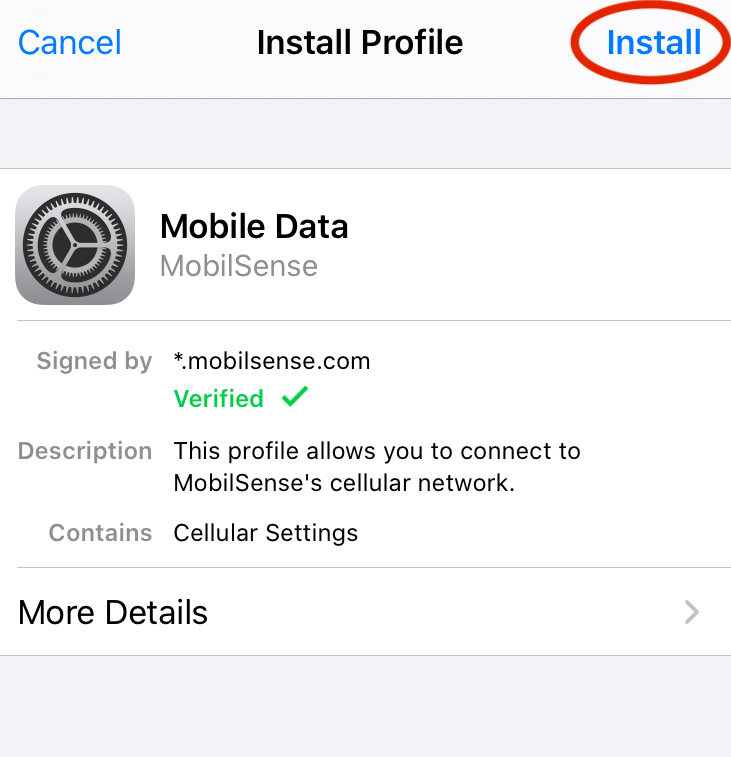 Cancel Install Profile Install
Mobile Data
MobilSense
Signed by *.mobilsense.com
Verified
Description This profile allows you to connect to
MobilSense's cellular network.
Contains Cellular Settings
More Details